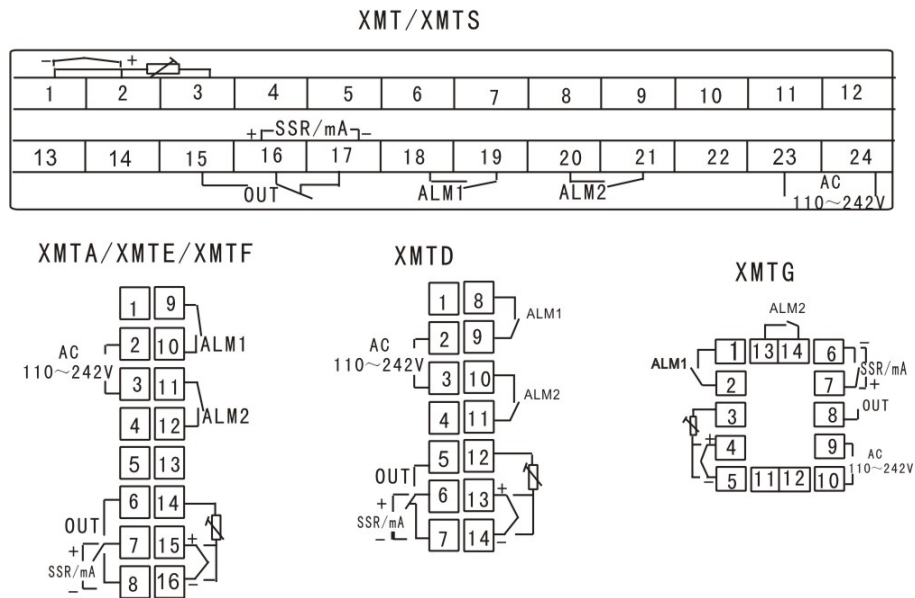 XMT/XMTS
- +
1 2 3 4 5 6 7 8 9 10 11 12
+ SSR/mA -
13 14 15 16 17 18 19 20 21 22 23 24
OUT ALM1 ALM2 AC
110~242V
XMTA/XMTE/XMTF
1 9
2 10 ALM1
AC
110~242V
3 11
4 12 ALM2
5 13
6 14
OUT
7 15 +
+
SSR/mA
- 8 16 -
XMTD
1 8
ALM1
2 9
AC
110~242V
3 10
ALM2
4 11
5 12
OUT
6 13 +
+
SSR/mA
- 7 14 -
XMTG
ALM2
1 13 14 6 -
ALM1 SSR/mA
2 7 +
3 8 OUT
+ 4 9 AC
110~242V
- 5 11 12 10